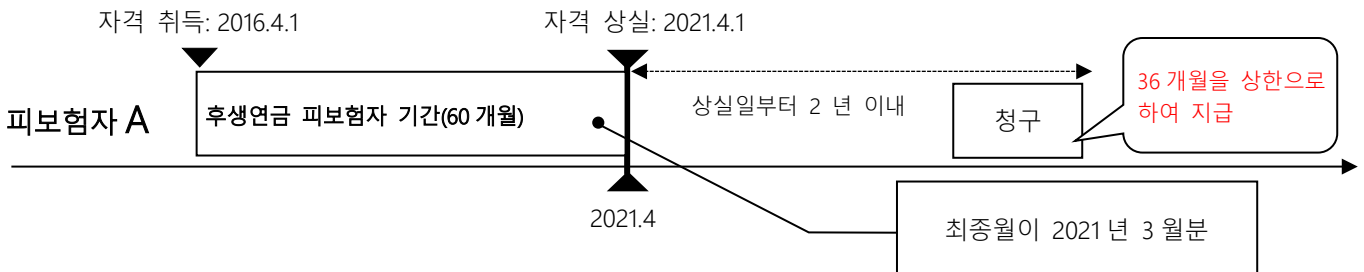 자격 취득: 2016.4.1
자격 상실: 2021.4.1
36 개월을 상한으로
하여 지급
피보험자 A
후생연금 피보험자 기간(60 개월)
상실일부터 2 년 이내
청구
2021.4
최종월이 2021 년 3 월분